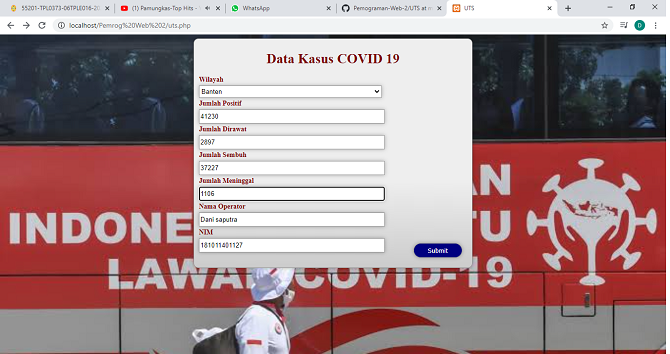 55201-TPL0373-06TPLE016-20
(1) Pamungkas-Top Hits -
WhatsApp
Pemograman-Web-2/UTS at m
UTS
localhost/Pemrog%20Web%202/uts.php
D
Data Kasus COVID 19
Wilayah
Banten
Jumlah Positif
41230
Jumlah Dirawat
2897
Jumlah Sembuh
37227
Jumlah Meninggal
1106
Nama Operator
Dani saputra
NIM
181011401127
Submit
AN
INDONE
TU
LAWAN COVID-19